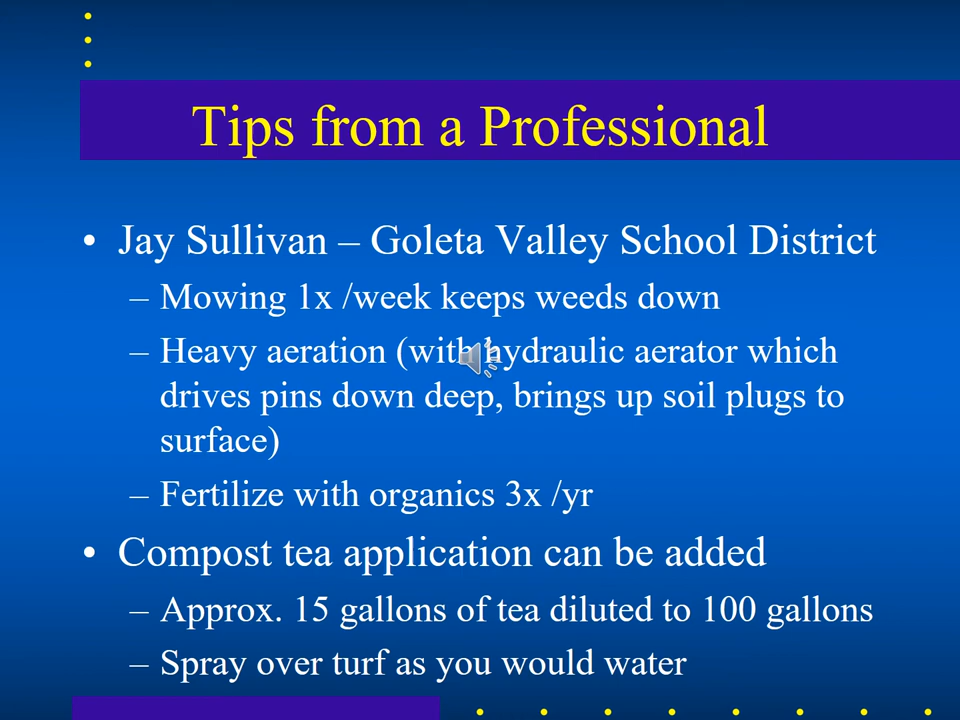 Tips from a Professional
• Jay Sullivan – Goleta Valley School District
– Mowing 1x /week keeps weeds down
– Heavy aeration (with hydraulic aerator which
drives pins down deep, brings up soil plugs to
surface)
– Fertilize with organics 3x /yr
• Compost tea application can be added
– Approx. 15 gallons of tea diluted to 100 gallons
– Spray over turf as you would water